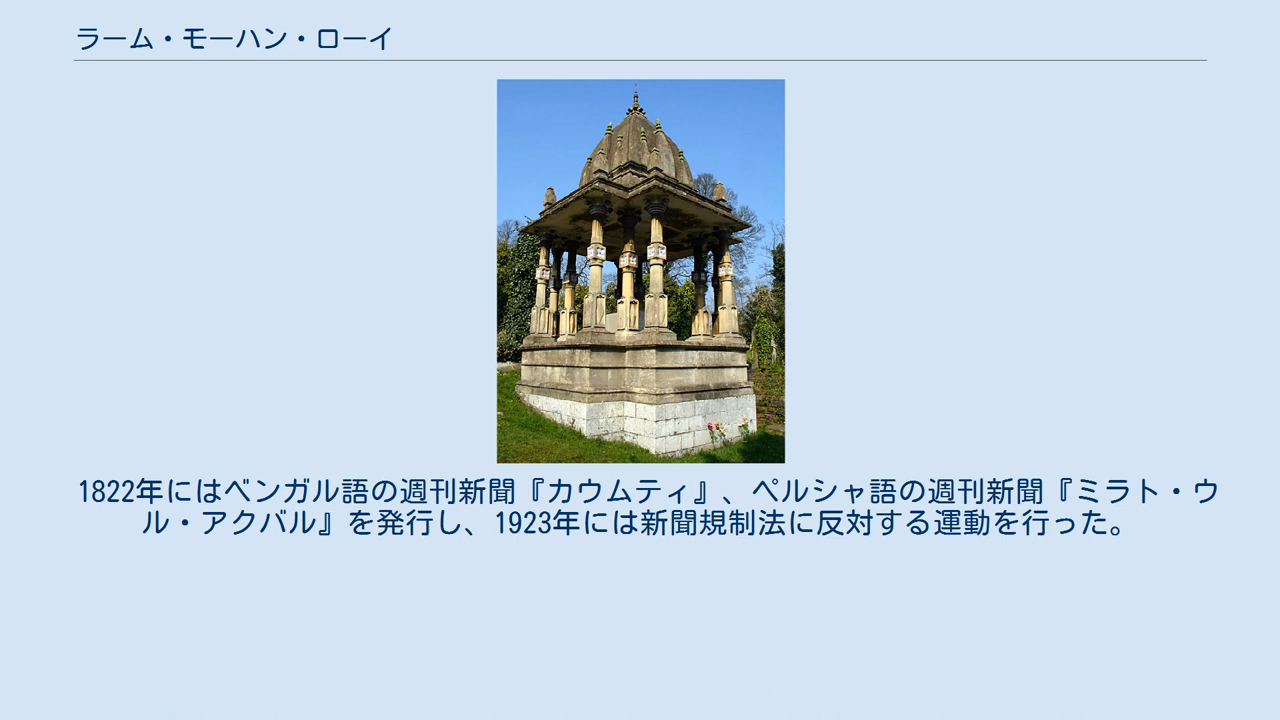 ラーム・モーハン・ローイ
1822年にはベンガル語の週刊新聞『カウムティ』、ペルシャ語の週刊新聞『ミラト・ウ
ル・アクバル』を発行し、1923年には新聞規制法に反対する運動を行った。